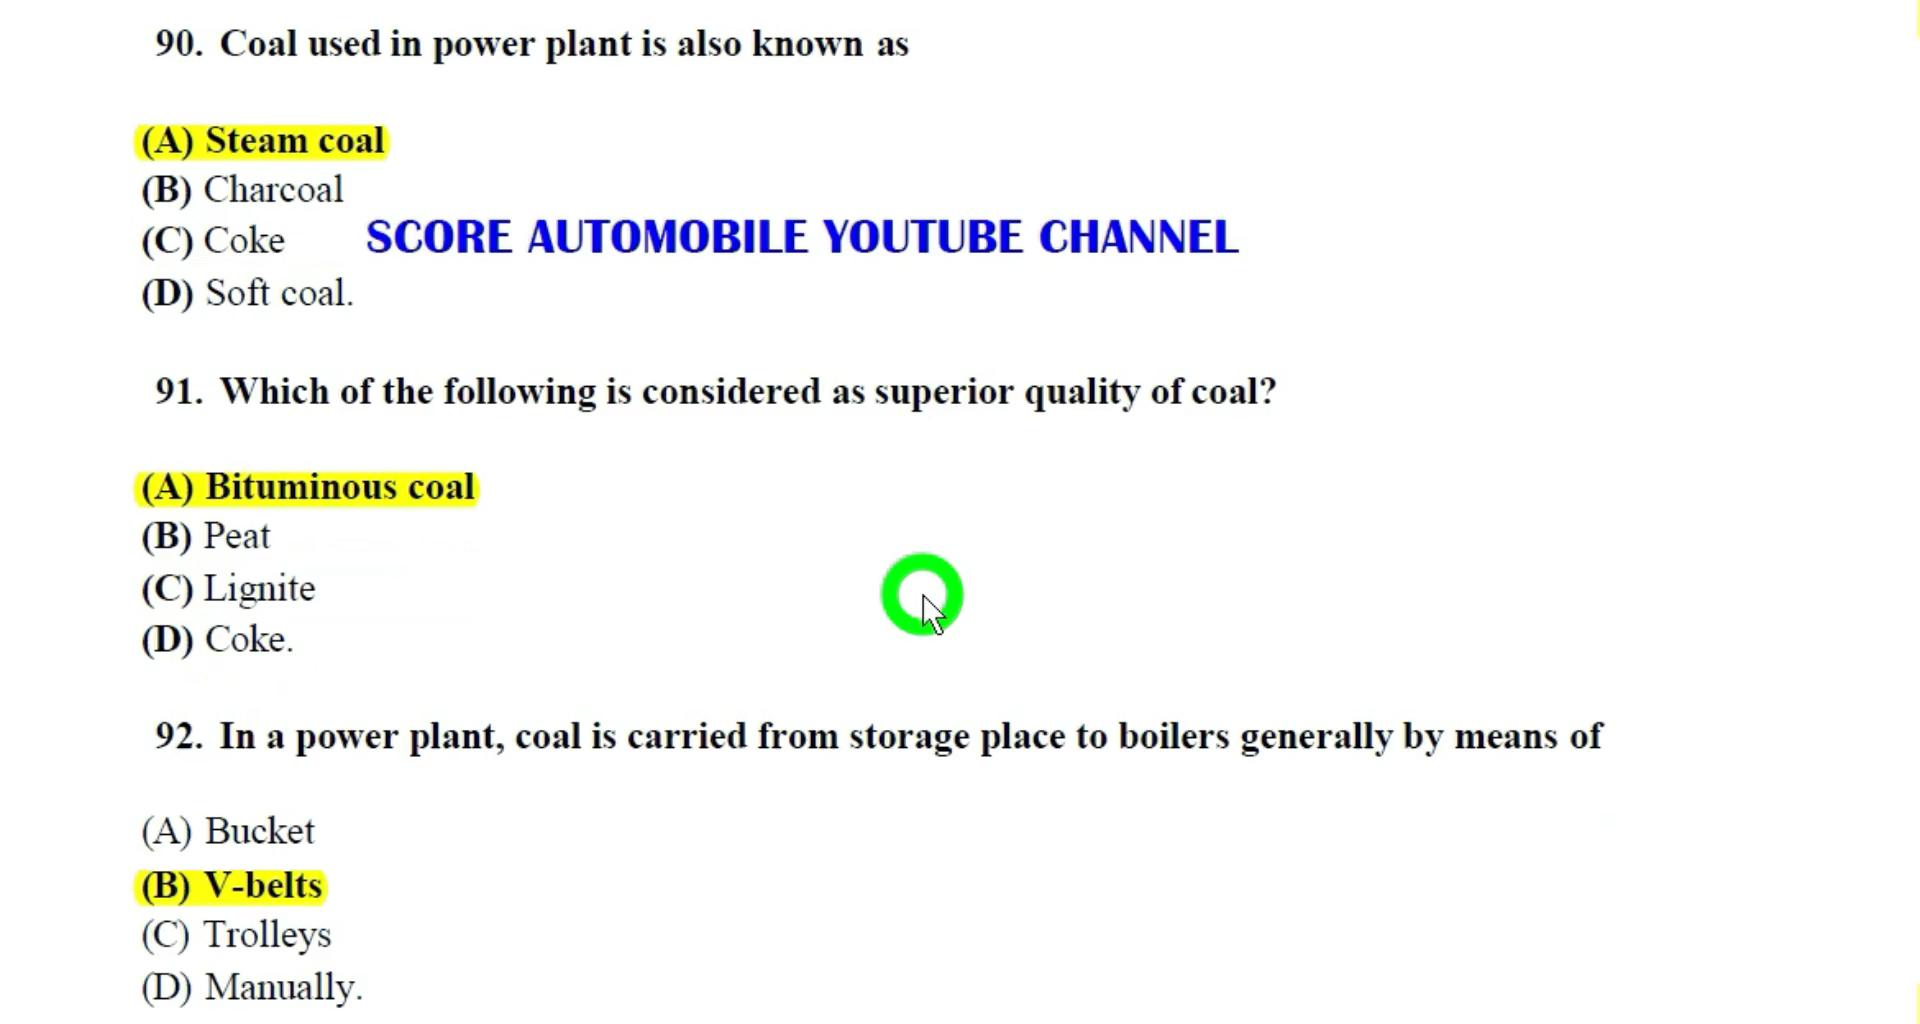 90. Coal used in power plant is also known as
(A) Steam coal
(B) Charcoal
(C) Coke
SCORE AUTOMOBILE YOUTUBE CHANNEL
(D) Soft coal.
91. Which of the following is considered as superior quality of coal?
(A) Bituminous coal
(B) Peat
(C) Lignite
(D) Coke.
92. In a power plant, coal is carried from storage place to boilers generally by means of
(A) Bucket
(B) V-belts
(C) Trolleys
(D) Manually.